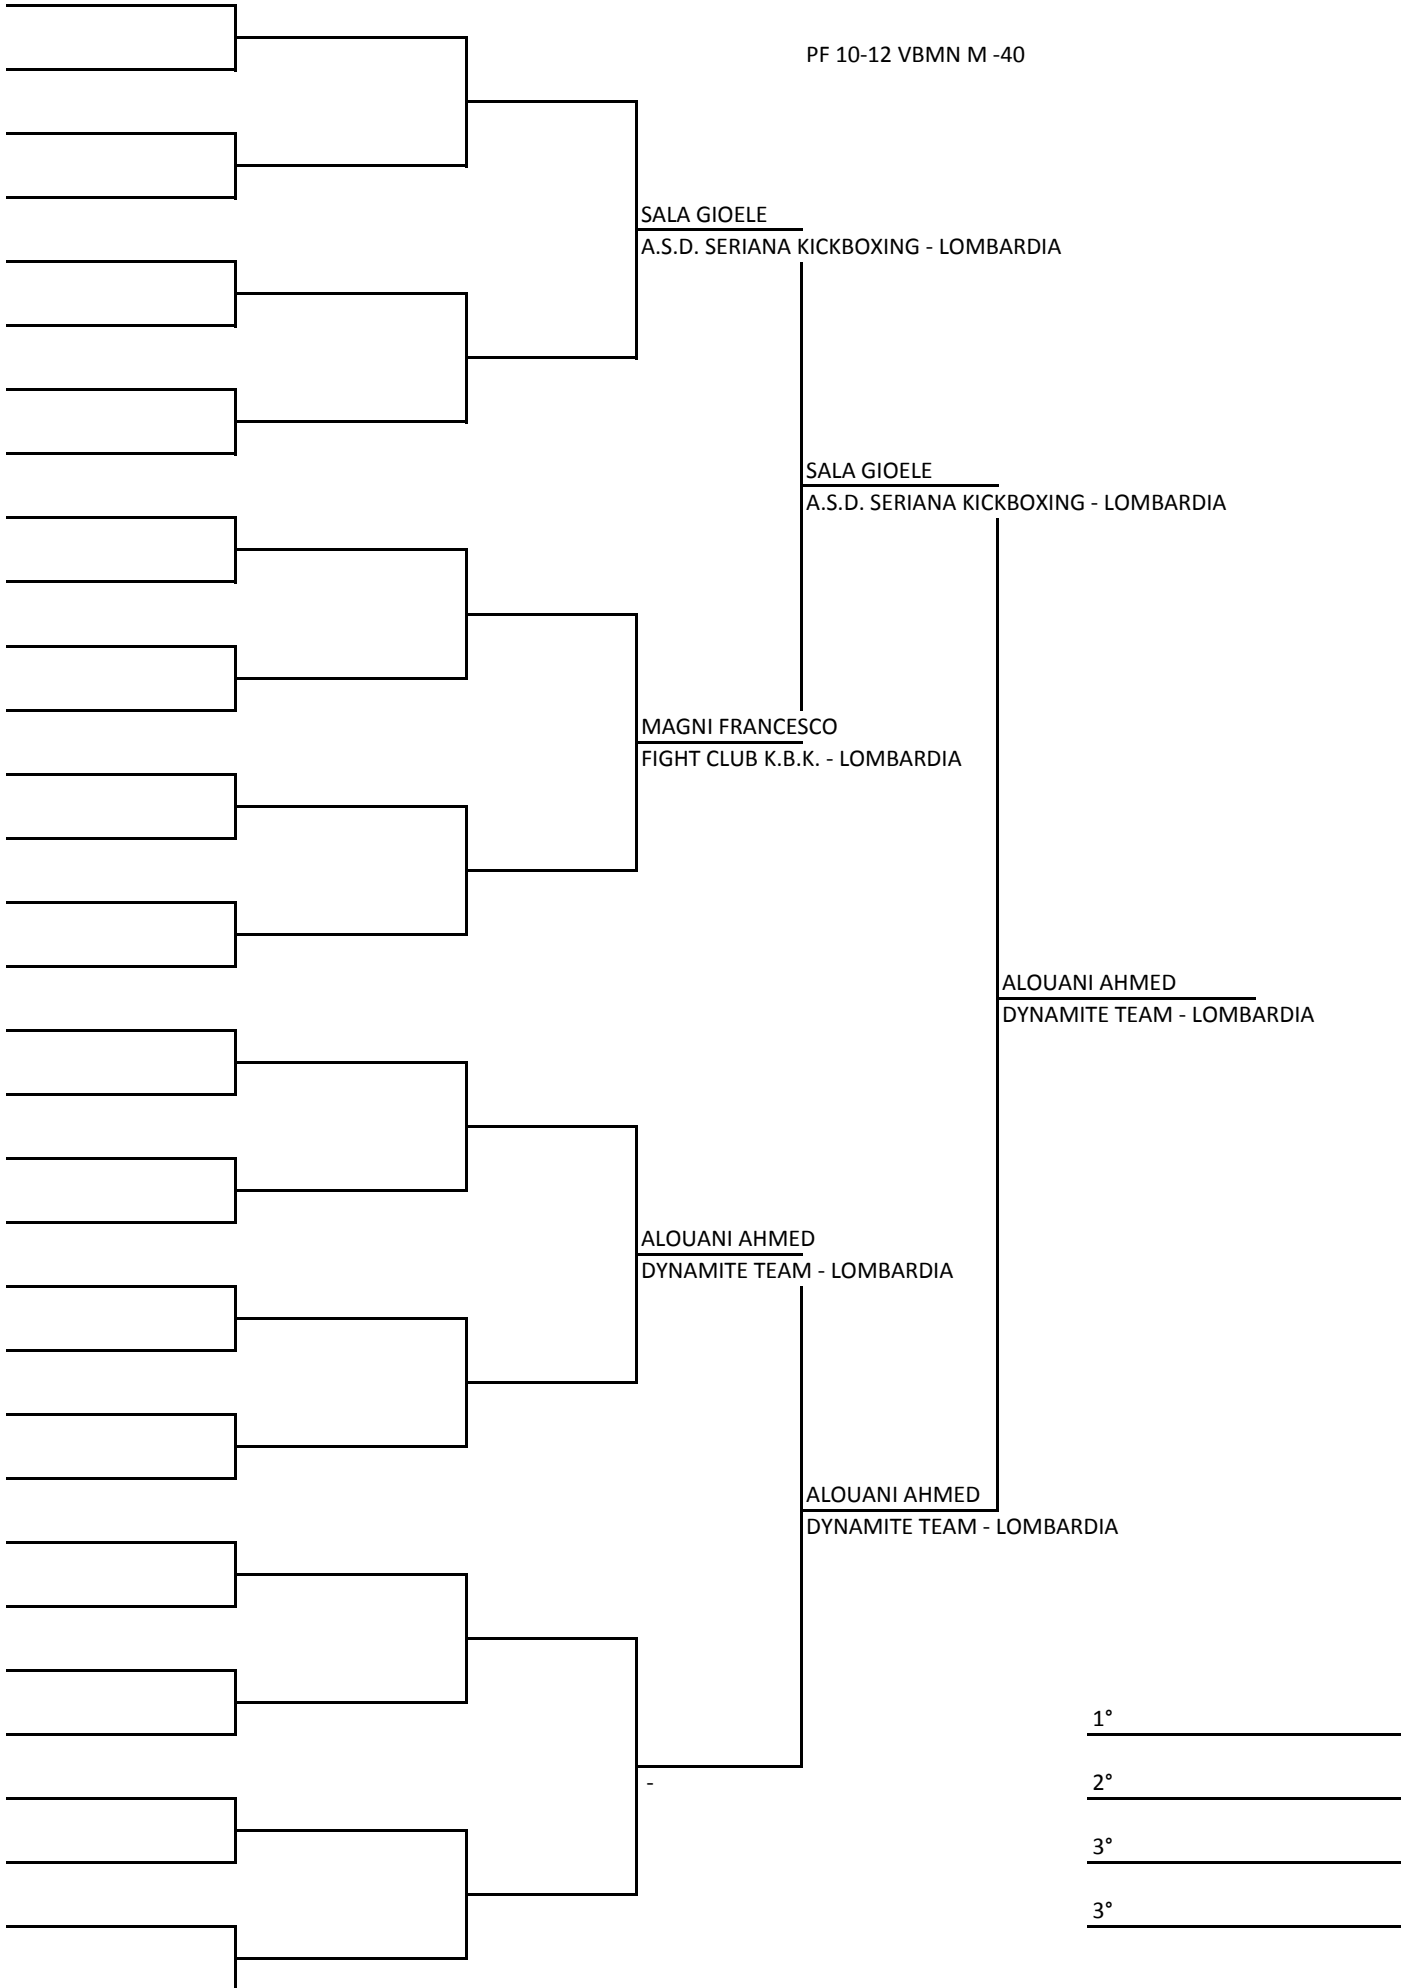 PF 10-12 VBMN M -40
SALA GIOELE
A.S.D. SERIANA KICKBOXING - LOMBARDIA
SALA GIOELE
A.S.D. SERIANA KICKBOXING - LOMBARDIA
MAGNI FRANCESCO
FIGHT CLUB K.B.K. - LOMBARDIA
ALOUANI AHMED
DYNAMITE TEAM - LOMBARDIA
ALOUANI AHMED
DYNAMITE TEAM - LOMBARDIA
ALOUANI AHMED
DYNAMITE TEAM - LOMBARDIA
1°
-
2°
3°
3°